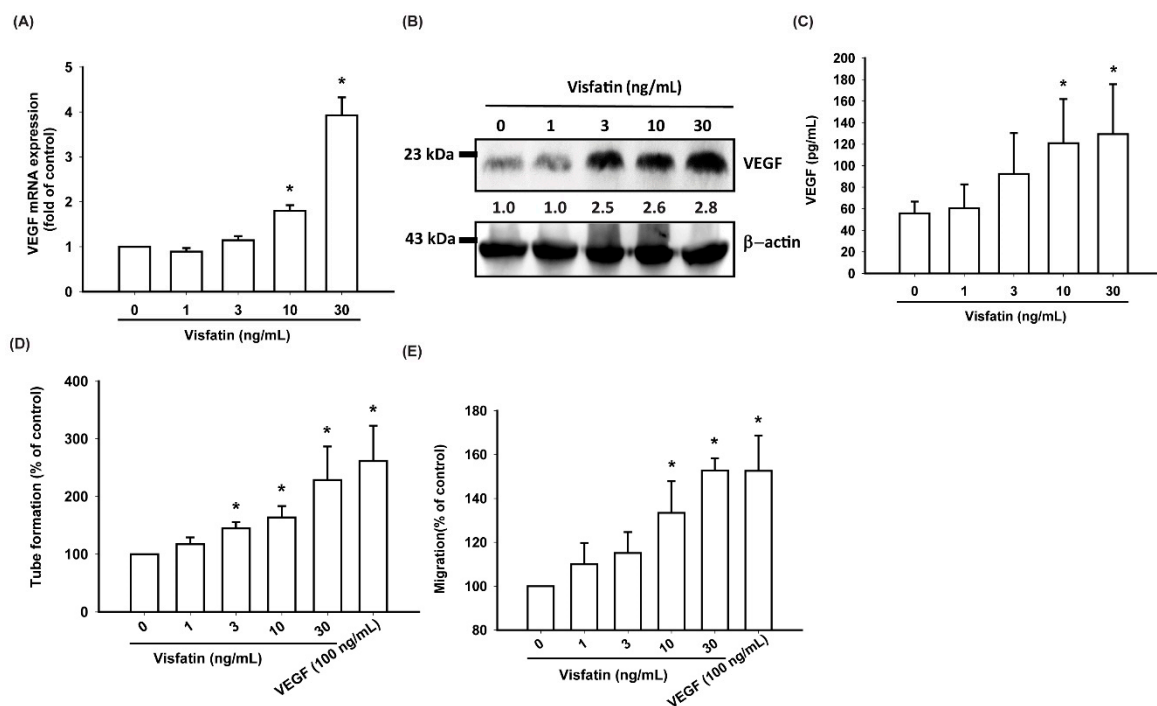 (A)
VEGF mRNA expression
(fold of control)
5
4
3
2
1
0
*
*
0 1 3 10 30
Visfatin (ng/mL)
(B)
Visfatin (ng/mL)
0 1 3 10 30
23 kDa
VEGF
1.0 1.0 2.5 2.6 2.8
43 kDa
β–actin
(C)
VEGF
(pg/mL)
200
180
160
140
120
100
80
60
40
20
0
* *
0 1 3 10 30
Visfatin (ng/mL)
(D)
Tube formation (% of control)
400
300
200
100
0
* * * *
0 1 3 10 30
Visfatin (ng/mL)
VEGF (100 ng/mL)
(E)
Migration(% of control)
180
160
140
120
100
80
* * *
0 1 3 10 30
Visfatin (ng/mL)
VEGF (100 ng/mL)